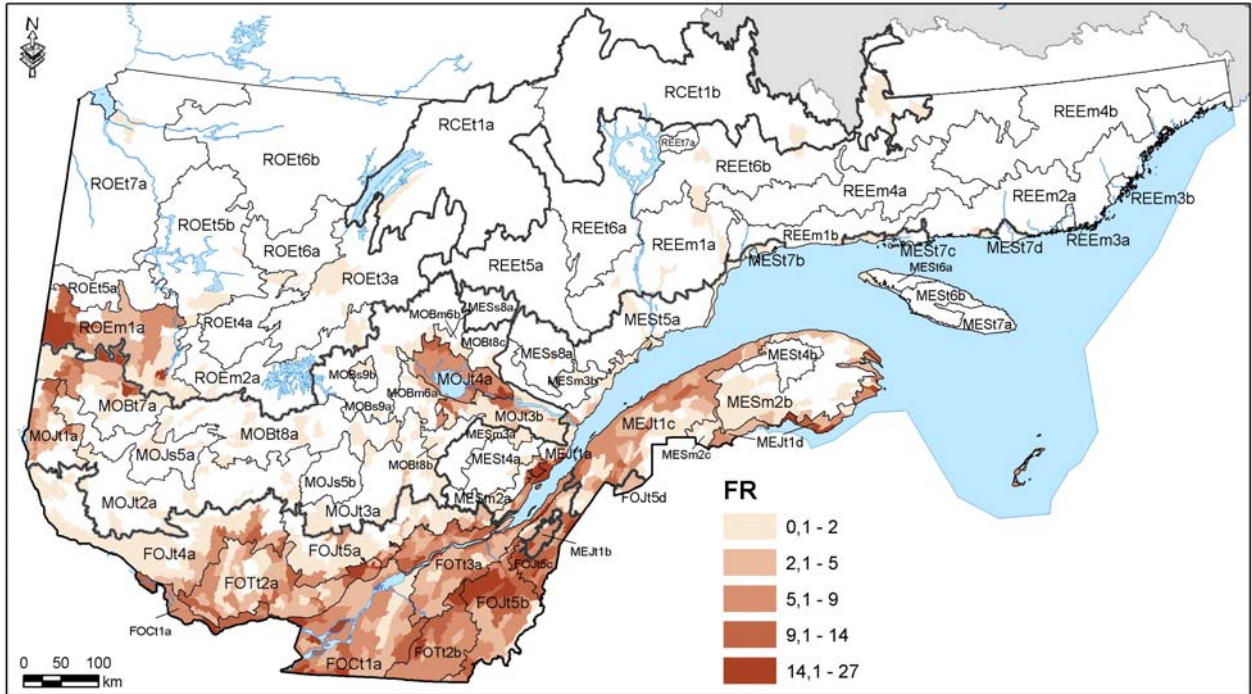 N
RCEt1b
RCEt1a
REEm4b
REEt7a
ROEt6b
REEt6b
ROEt7a
REEm4a
ROEt5b
REEm2a
REEm3b
ROEt6a
REEt6a
REEm1a
REEm1b
MESt7c
MESt7d
REEm3a
MESt7b
ROEt3a
REEt5a
MESt6a
ROEt5a
MESt6b
MESs8a
MESt7a
ROEm1a
ROEt4a
MOBm6b
MESt5a
MOBt8c
MESs8a
MESt4b
ROEm2a
MOBs9b
MOJt4a
MESm3b
MOBm6a
MESm2b
MOBt7a
MOBs9a
MOJt3b
MEJt1c
MOJt1a
MOBt8a
MESm3a
MEJt1d
MOJs5a
MESt4a
MEJt1a
MESm2c
MOBt8b
MOJs5b
FOJt5d
MOJt2a
MESm2a
MOJt3a
FR
0,1 - 2
FOJt4a
FOJt5a
MEJt1b
2,1 - 5
FOTt3a
FOJt5c
FOTt2a
5,1 - 9
FOJt5b
FOCt1a
9,1 - 14
0 50 100
km
FOCt1a
FOTt2b
14,1 - 27